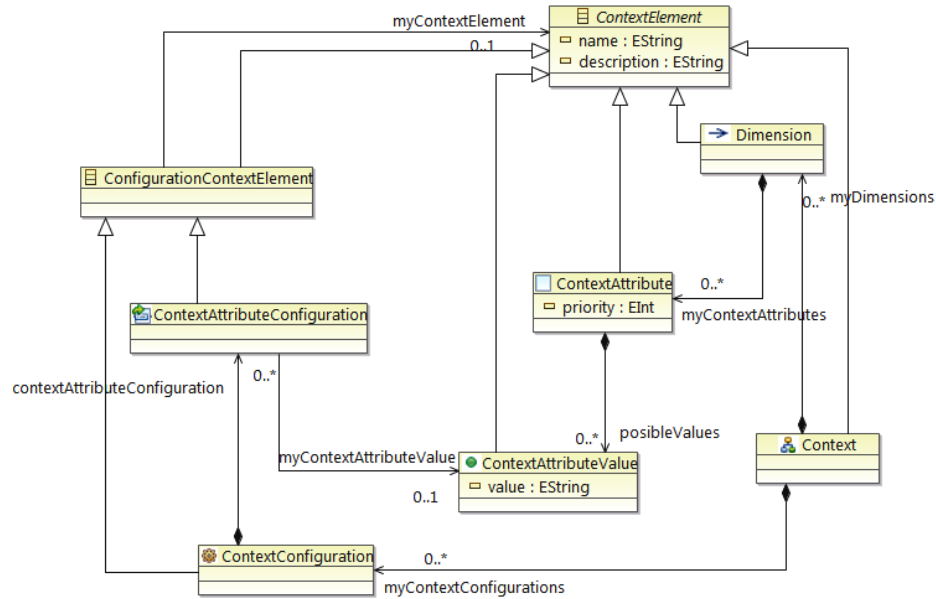 myContextElement
ContextElement
0..1
name : EString
description : EString
Dimension
ConfigurationContextElement
0..*
myDimensions
ContextAttribute
0..*
priority : EInt
myContextAttributes
ContextAttributeConfiguration
contextAttributeConfiguration
0..*
0..*
posibleValues
Context
myContextAttributeValue
ContextAttributeValue
0..1
value : EString
ContextConfiguration
0..*
myContextConfigurations